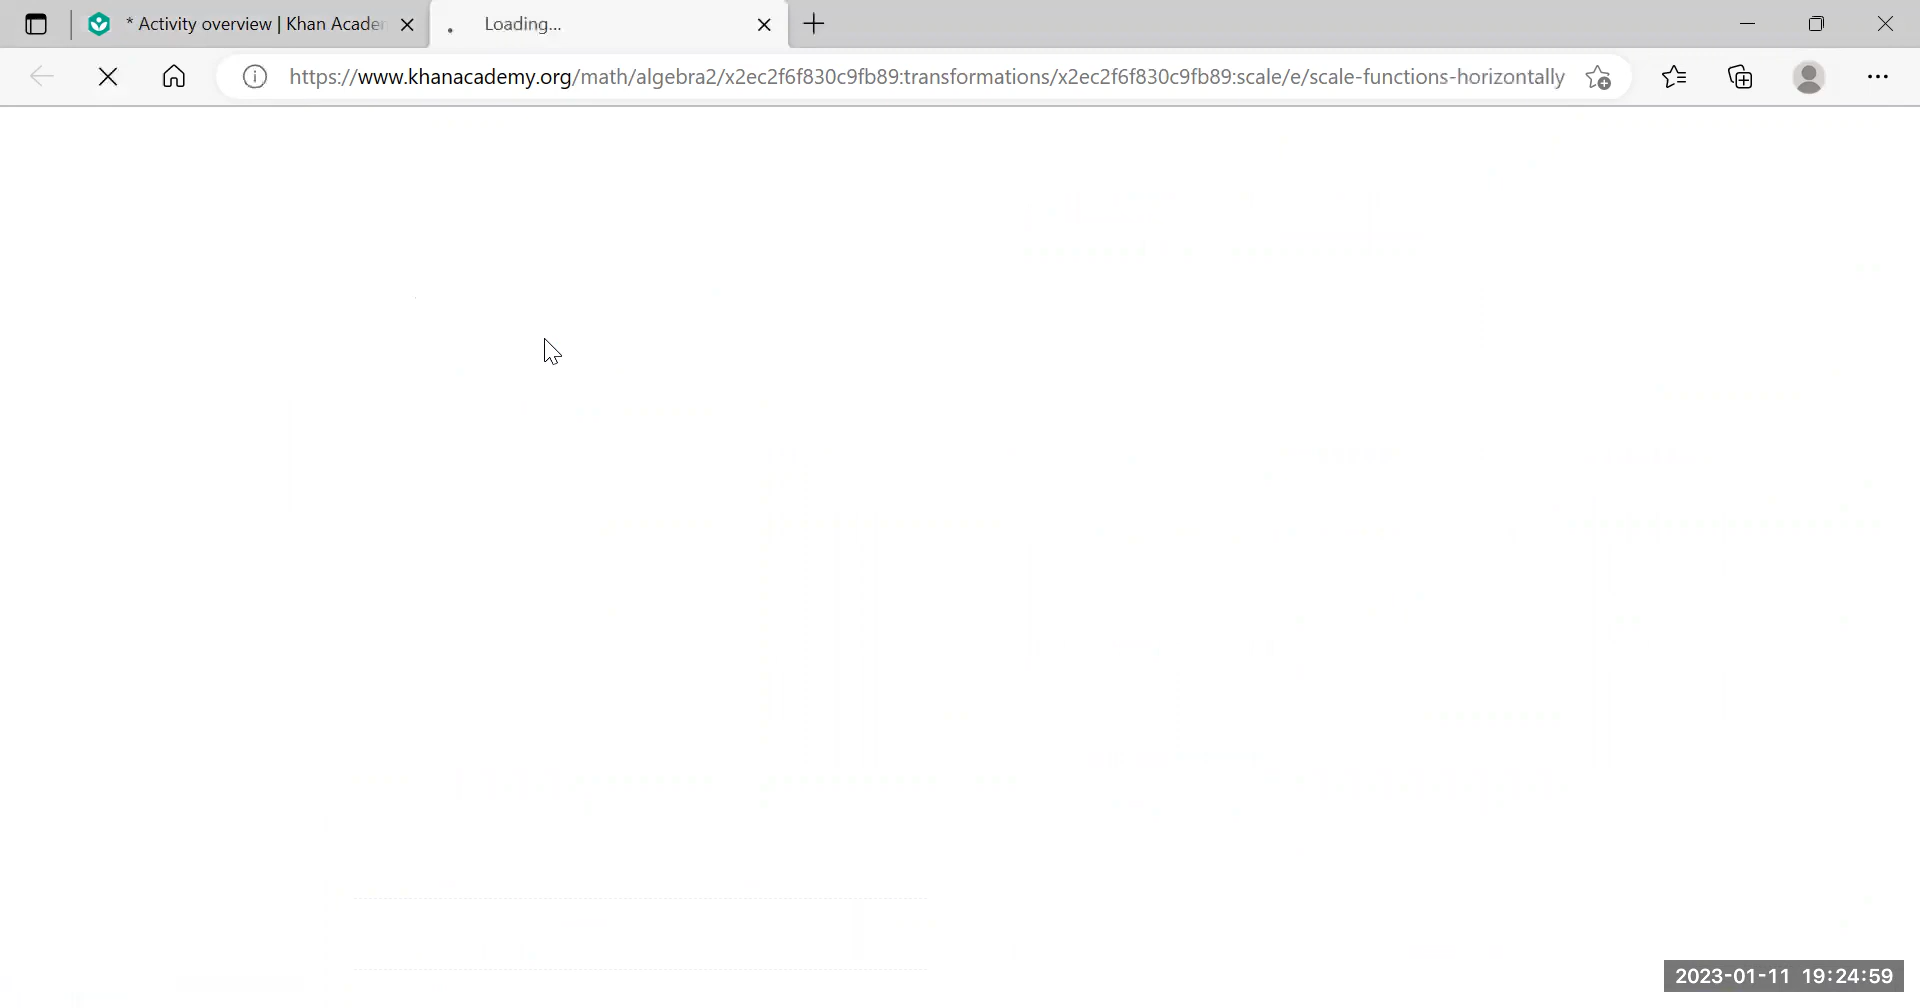 * Activity overview | Khan Acade
Loading...
https://www.khanacademy.org/math/algebra2/x2ec2f6f830c9fb89:transformations/x2ec2f6f830c9fb89:scale/e/scale-functions-horizontally
2023-01-11 19:24:59